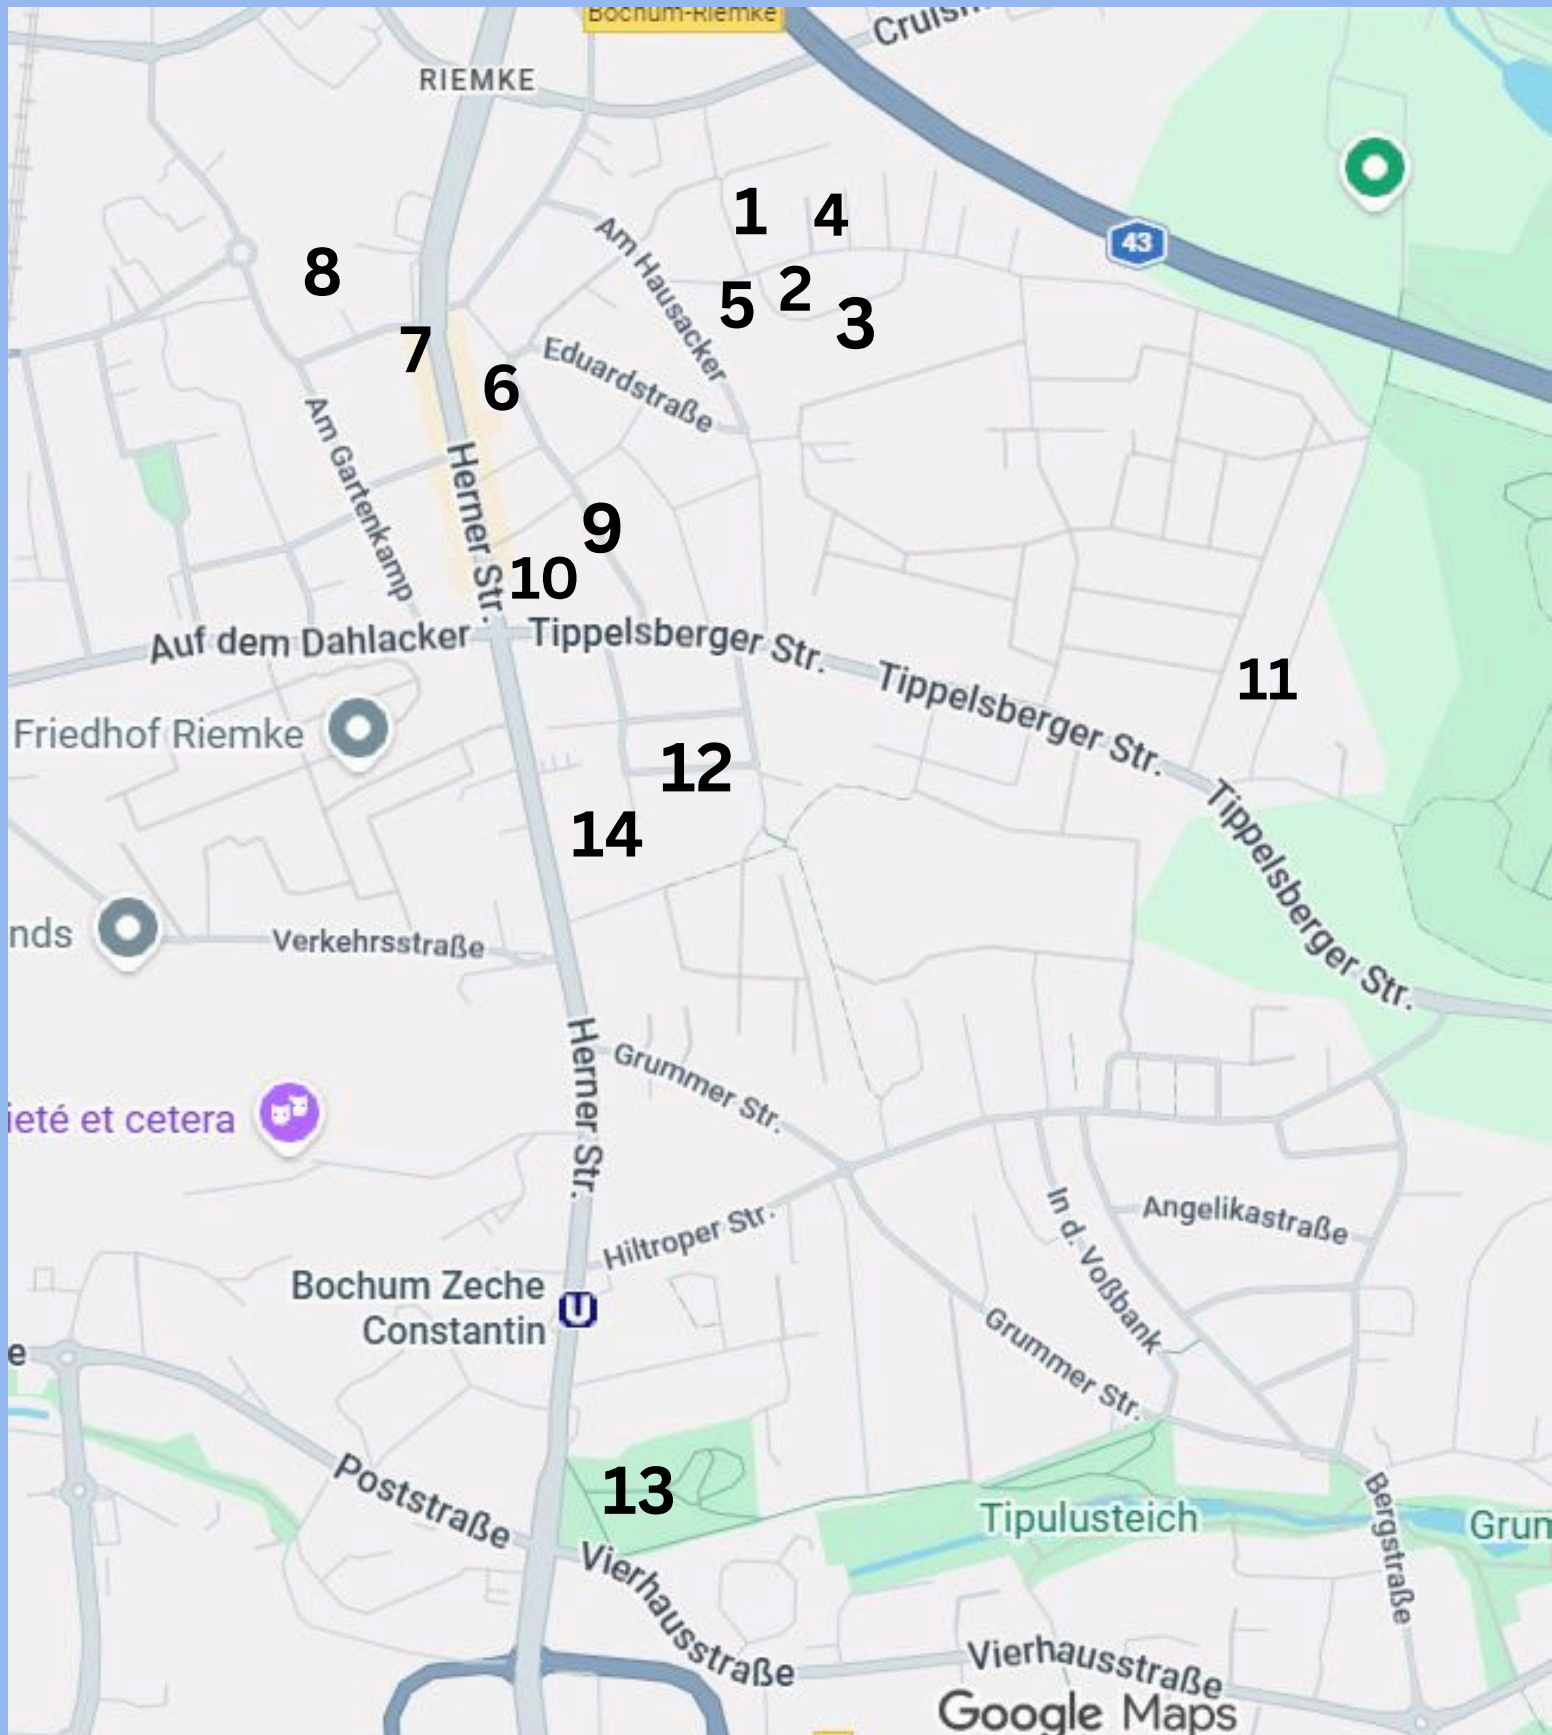 Bochum-Riemke
RIEMKE
43
1
4
Am Hausacker
8
5
2
3
7
Eduardstraße
6
Am Gartenkamp
Herner Str.
9
10
Auf dem Dahlacker
Tippelsberger Str.
Tippelsberger Str.
11
Friedhof Riemke
12
Tippelsberger Str.
14
nds
Verkehrsstraße
Herner Str.
Grummer Str.
ieté et cetera
In d. Voßbank
Angelikastraße
Hiltroper Str.
Bochum Zeche
Constantin
U
e
Grummer Str.
Poststraße
13
Tipulusteich
Bergstraße
Grum
Vierhausstraße
Vierhausstraße
Google Maps